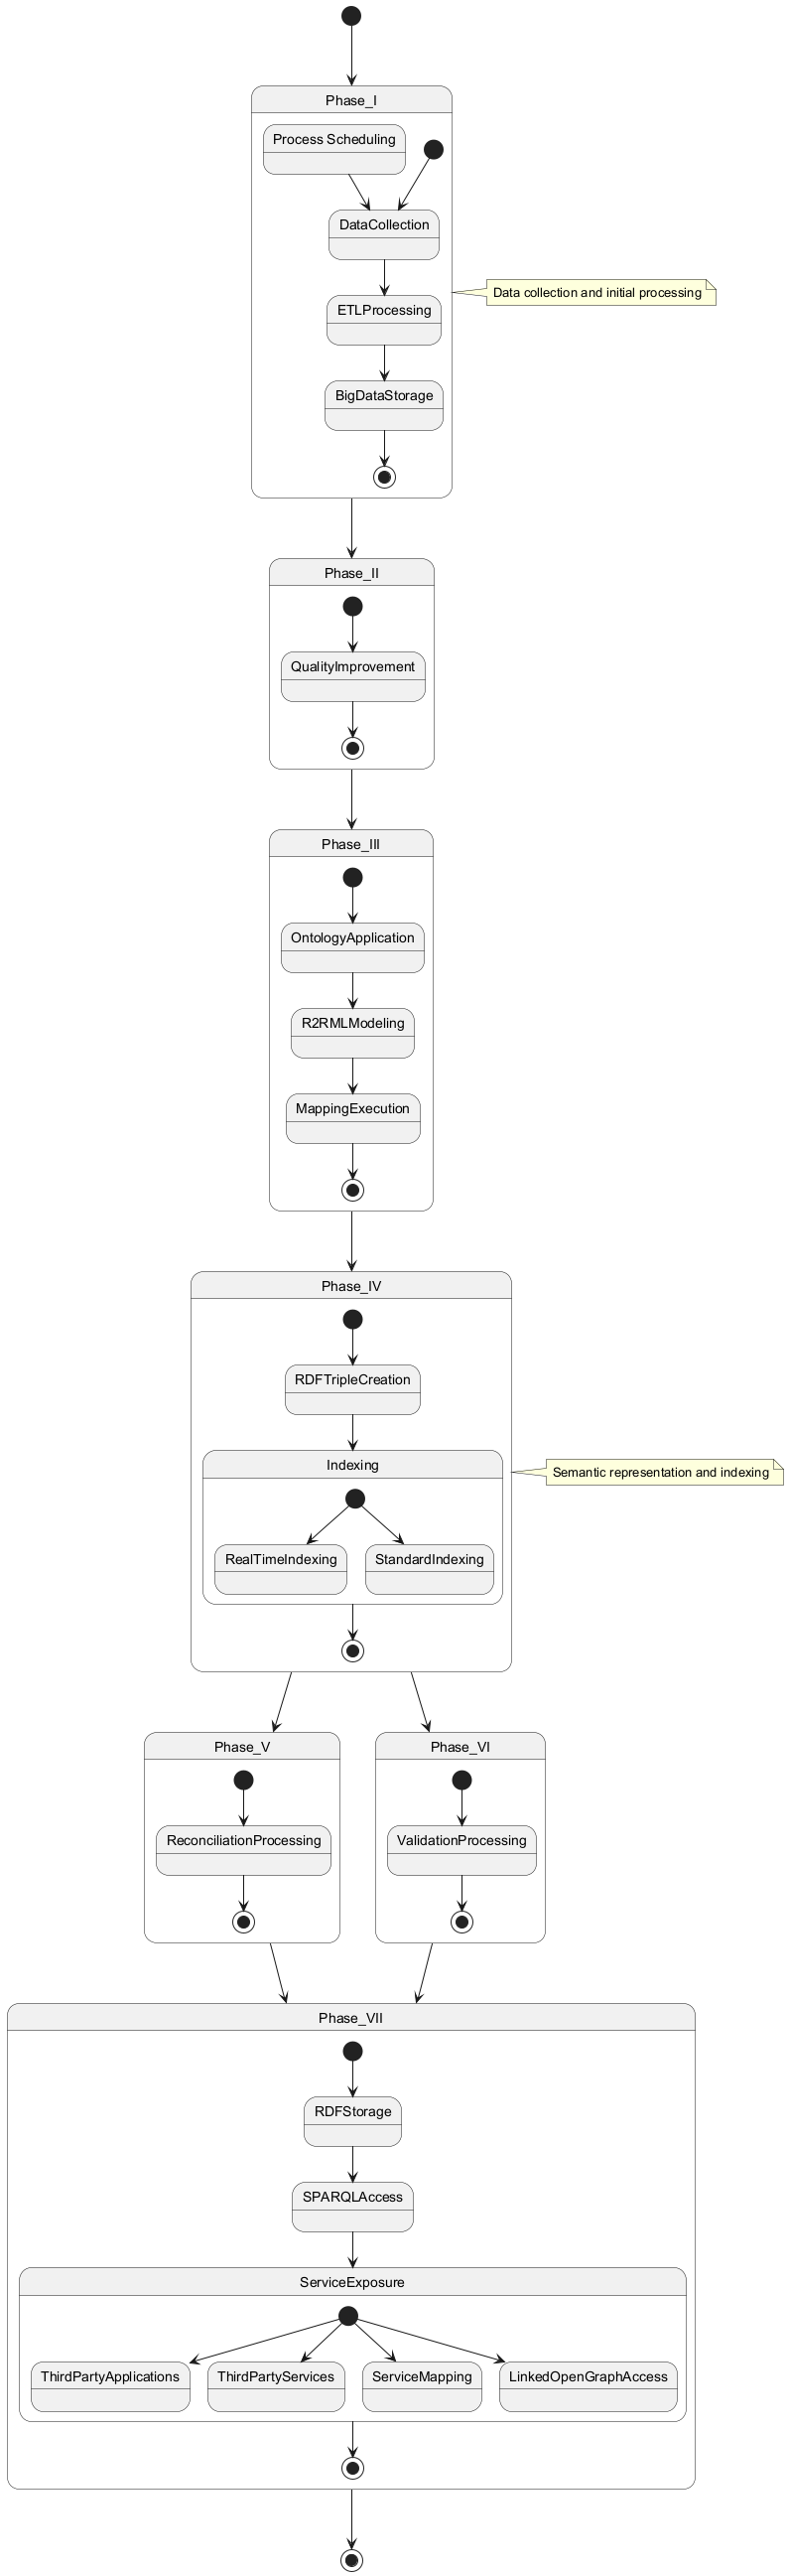 Phase_I
Process Scheduling
DataCollection
Data collection and initial processing
ETLProcessing
BigDataStorage
Phase_II
QualityImprovement
Phase_III
OntologyApplication
R2RMLModeling
MappingExecution
Phase_IV
RDFTripleCreation
Indexing
Semantic representation and indexing
RealTimeIndexing
StandardIndexing
Phase_V
Phase_VI
ReconciliationProcessing
ValidationProcessing
Phase_VII
RDFStorage
SPARQLAccess
ServiceExposure
ThirdPartyApplications
ThirdPartyServices
ServiceMapping
LinkedOpenGraphAccess